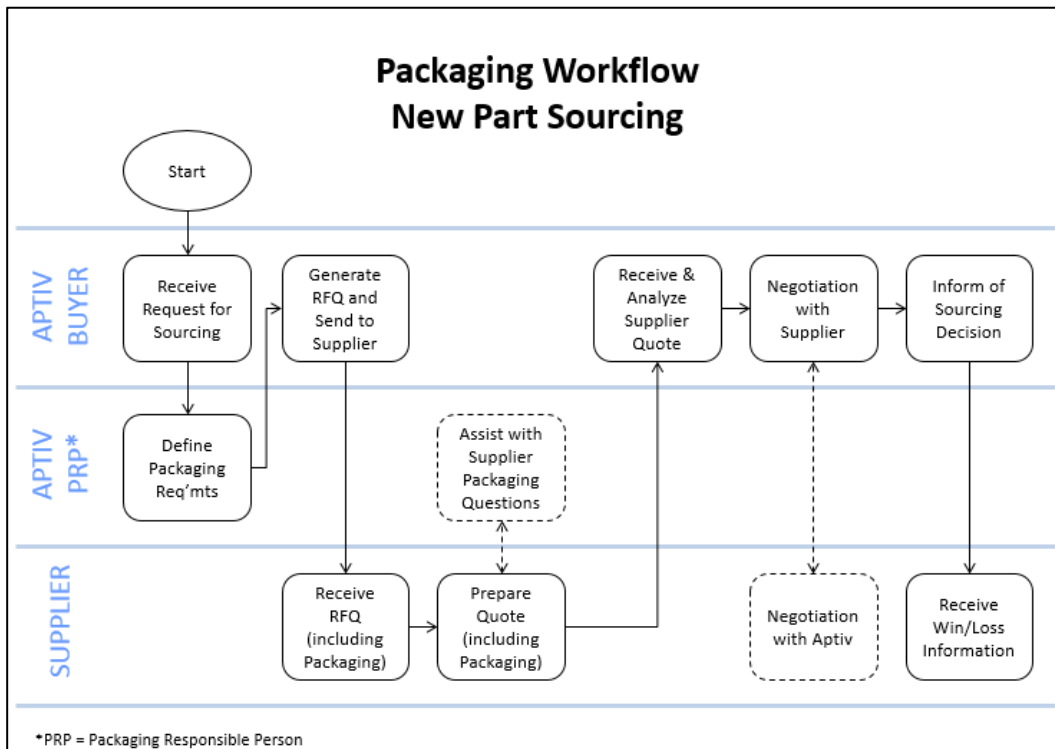 Packaging Workflow
New Part Sourcing
Start
APTIV
BUYER
Receive
Request for
Sourcing
Generate
RFQ and
Send to
Supplier
Receive &
Analyze
Supplier
Quote
Negotiation
with
Supplier
Inform of
Sourcing
Decision
APTIV
PRP*
Define
Packaging
Req’mts
Assist with
Supplier
Packaging
Questions
SUPPLIER
Receive
RFQ
(including
Packaging)
Prepare
Quote
(including
Packaging)
Negotiation
with Aptiv
Receive
Win/Loss
Information
*PRP = Packaging Responsible Person